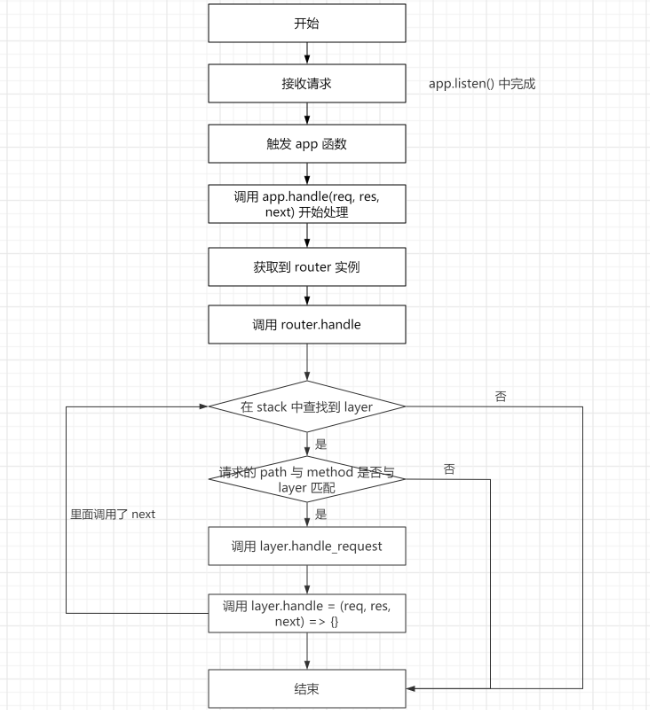 开始
接收请求
app.listen() 中完成
触发 app 函数
调用 app.handle(req, res,
next) 开始处理
获取到 router 实例
调用 router.handle
在 stack 中查找到 layer
否
是
请求的 path 与 method 是否与
layer 匹配
否
是
里面调用了 next
调用 layer.handle_request
调用 layer.handle = (req, res,
next) => {}
结束